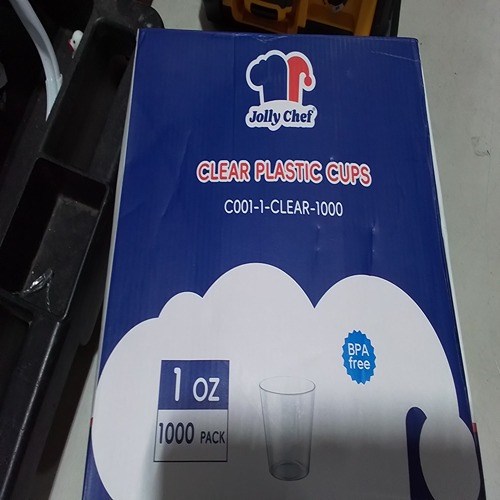 Jolly Chef
CLEAR PLASTIC CUPS
C001-1-CLEAR-1000
BPA
free
1 OZ
1000 PACK